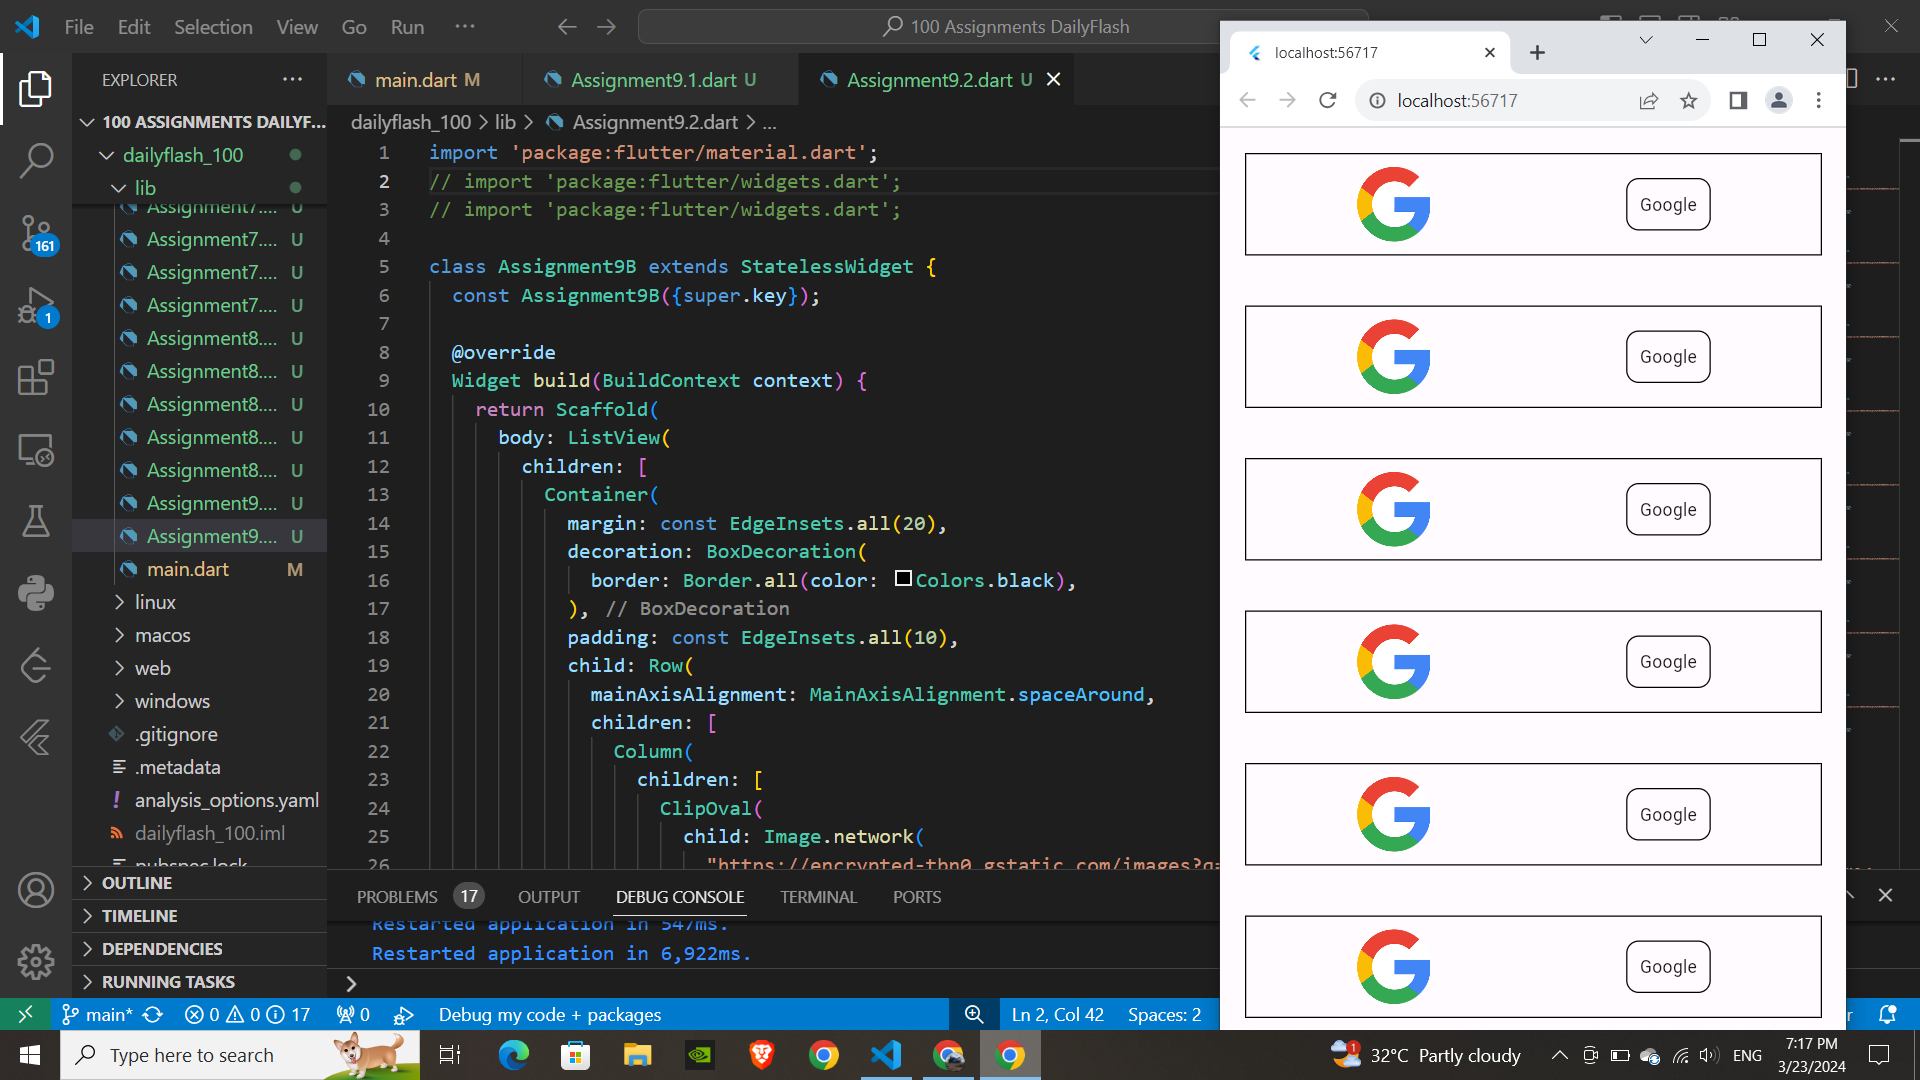 File Edit Selection View Go Run ···
100 Assignments DailyFlash
EXPLORER
100 ASSIGNMENTS DAILYF...
dailyflash_100
lib
Assignment7.... U
Assignment7.... U
Assignment7.... U
Assignment7.... U
Assignment8.... U
Assignment8.... U
Assignment8.... U
Assignment8.... U
Assignment8.... U
Assignment9.... U
Assignment9.... U
main.dart M
linux
macos
web
windows
.gitignore
.metadata
analysis_options.yaml
dailyflash_100.iml
pubspec.lock
OUTLINE
TIMELINE
DEPENDENCIES
RUNNING TASKS
161
1
main.dart M
Assignment9.1.dart U
Assignment9.2.dart U
dailyflash_100 > lib > Assignment9.2.dart > ...
1 import 'package:flutter/material.dart';
2 // import 'package:flutter/widgets.dart';
3 // import 'package:flutter/widgets.dart';
4
5 class Assignment9B extends StatelessWidget {
6 const Assignment9B({super.key});
7
8 @override
9 Widget build(BuildContext context) {
10 return Scaffold(
11 body: ListView(
12 children: [
13 Container(
14 margin: const EdgeInsets.all(20),
15 decoration: BoxDecoration(
16 border: Border.all(color: Colors.black),
17 ), // BoxDecoration
18 padding: const EdgeInsets.all(10),
19 child: Row(
20 mainAxisAlignment: MainAxisAlignment.spaceAround,
21 children: [
22 Column(
23 children: [
24 ClipOval(
25 child: Image.network(
26 "https://encrypted-tbn0.gstatic.com/images?q=
PROBLEMS 17 OUTPUT DEBUG CONSOLE TERMINAL PORTS
Restarted application in 547ms.
Restarted application in 6,922ms.
>
localhost:56717
localhost:56717
Google
Google
Google
Google
Google
Google
main* 0 0 17 0 Debug my code + packages Ln 2, Col 42 Spaces: 2
Type here to search
1
32°C Partly cloudy
ENG
7:17 PM
3/23/2024